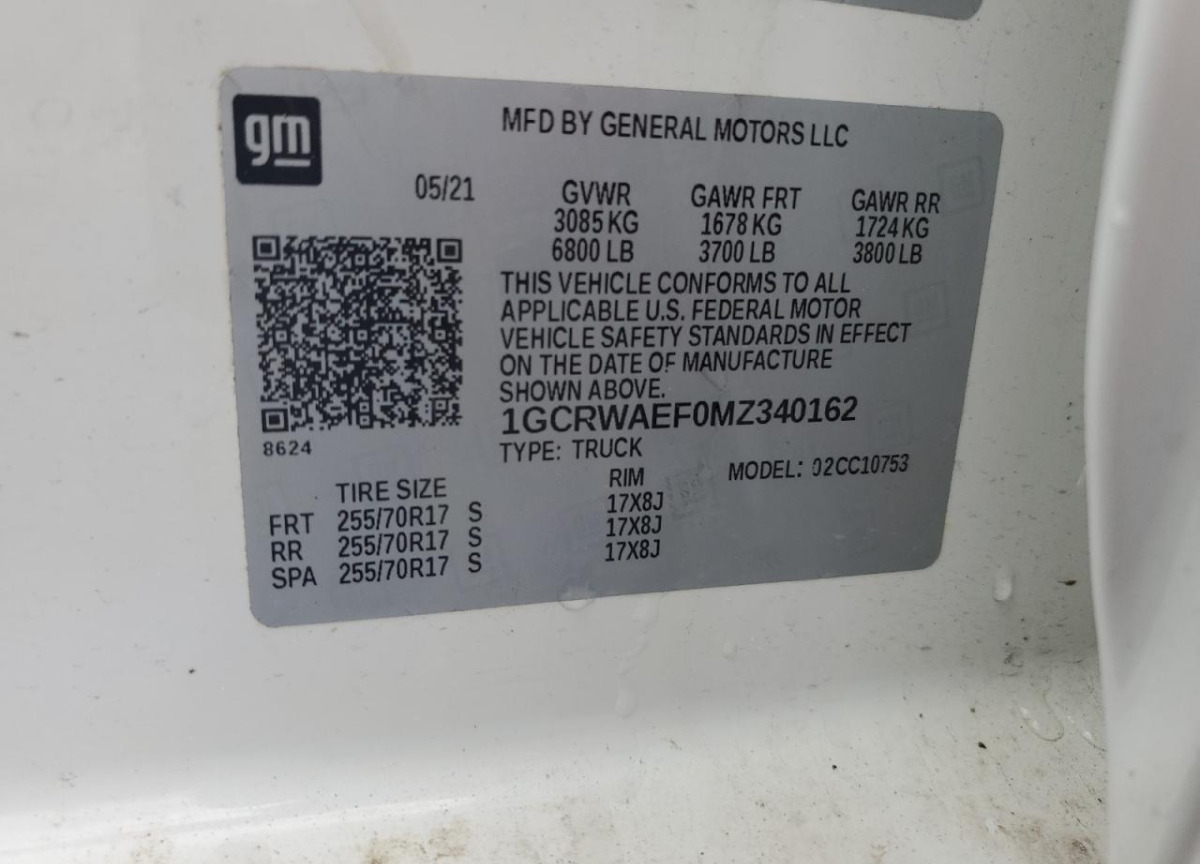 gm
MFD BY GENERAL MOTORS LLC
05/21 GVWR GAWR FRT GAWR RR
3085 KG 1678 KG 1724 KG
6800 LB 3700 LB 3800 LB
THIS VEHICLE CONFORMS TO ALL
APPLICABLE U.S. FEDERAL MOTOR
VEHICLE SAFETY STANDARDS IN EFFECT
ON THE DATE OF MANUFACTURE
SHOWN ABOVE.
1GCRWAEF0MZ340162
8624
TYPE: TRUCK
MODEL: 02CC10753
TIRE SIZE RIM
FRT 255/70R17 S 17X8J
RR 255/70R17 S 17X8J
SPA 255/70R17 S 17X8J